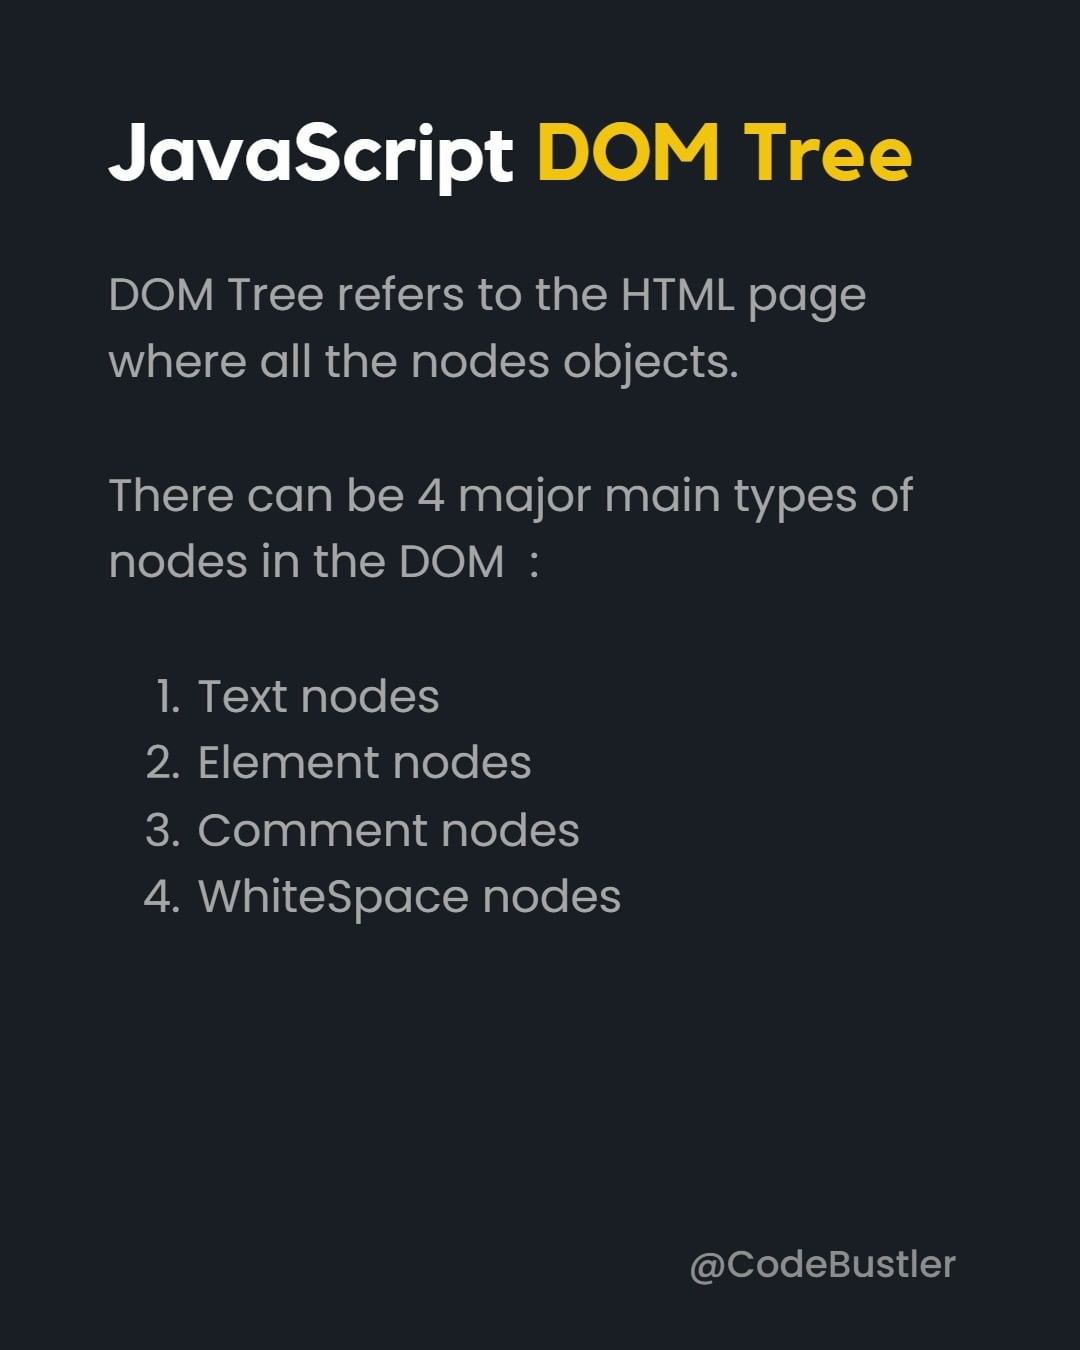 JavaScript DOM Tree
DOM Tree refers to the HTML page
where all the nodes objects.
There can be 4 major main types of
nodes in the DOM  :
1. Text nodes
2. Element nodes
3. Comment nodes
4. WhiteSpace nodes
@CodeBustler